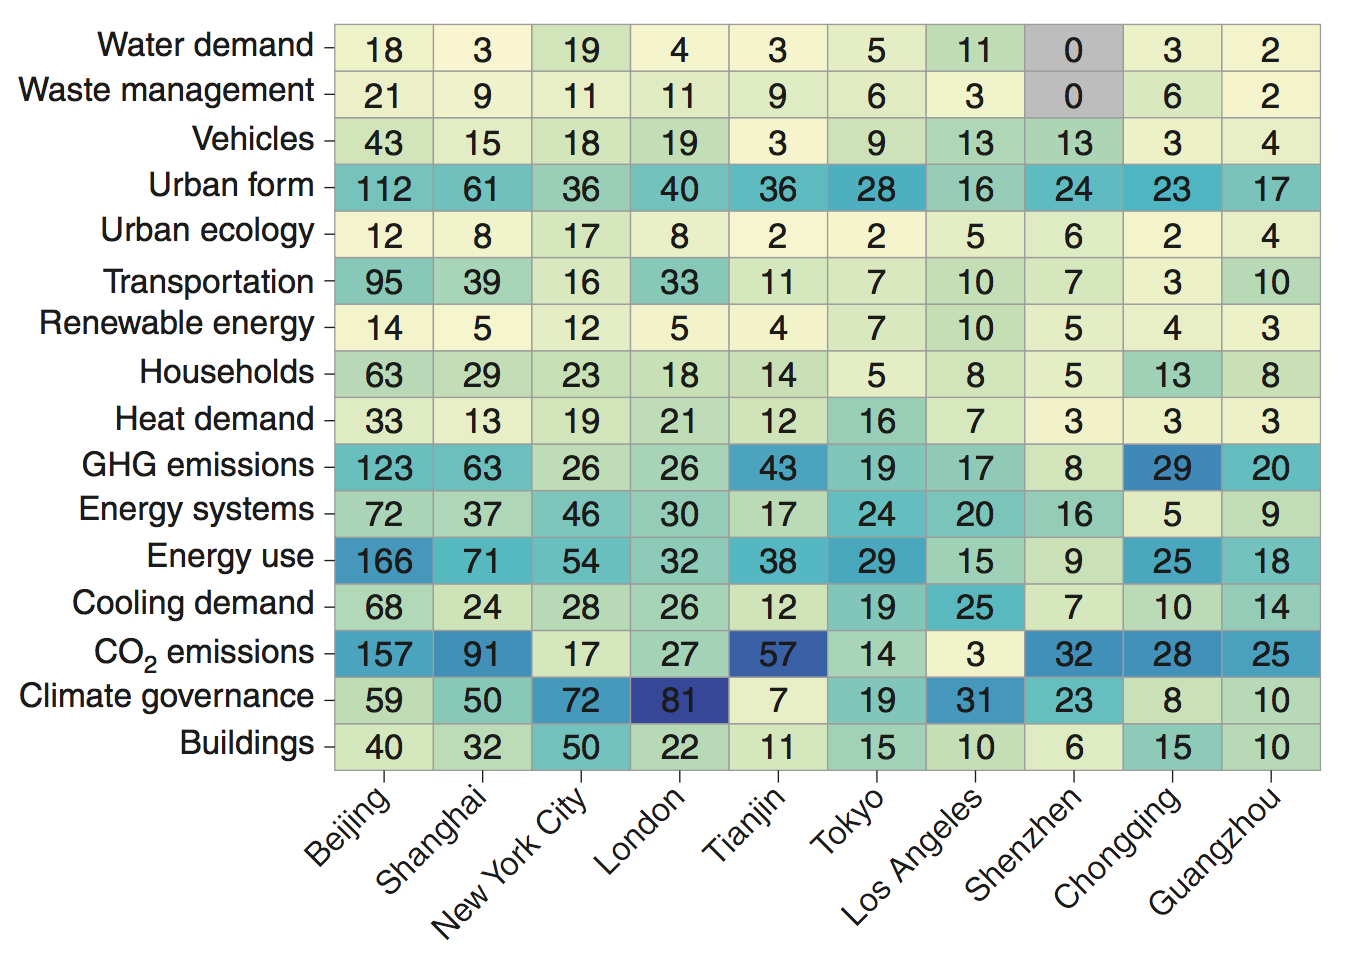 Water demand 18 3 19 4 3 5 11 0 3 2
Waste management 21 9 11 11 9 6 3 0 6 2
Vehicles 43 15 18 19 3 9 13 13 3 4
Urban form 112 61 36 40 36 28 16 24 23 17
Urban ecology 12 8 17 8 2 2 5 6 2 4
Transportation 95 39 16 33 11 7 10 7 3 10
Renewable energy 14 5 12 5 4 7 10 5 4 3
Households 63 29 23 18 14 5 8 5 13 8
Heat demand 33 13 19 21 12 16 7 3 3 3
GHG emissions 123 63 26 26 43 19 17 8 29 20
Energy systems 72 37 46 30 17 24 20 16 5 9
Energy use 166 71 54 32 38 29 15 9 25 18
Cooling demand 68 24 28 26 12 19 25 7 10 14
CO₂ emissions 157 91 17 27 57 14 3 32 28 25
Climate governance 59 50 72 81 7 19 31 23 8 10
Buildings 40 32 50 22 11 15 10 6 15 10
Beijing Shanghai New York City London Tianjin Tokyo Los Angeles Shenzhen Chongqing Guangzhou